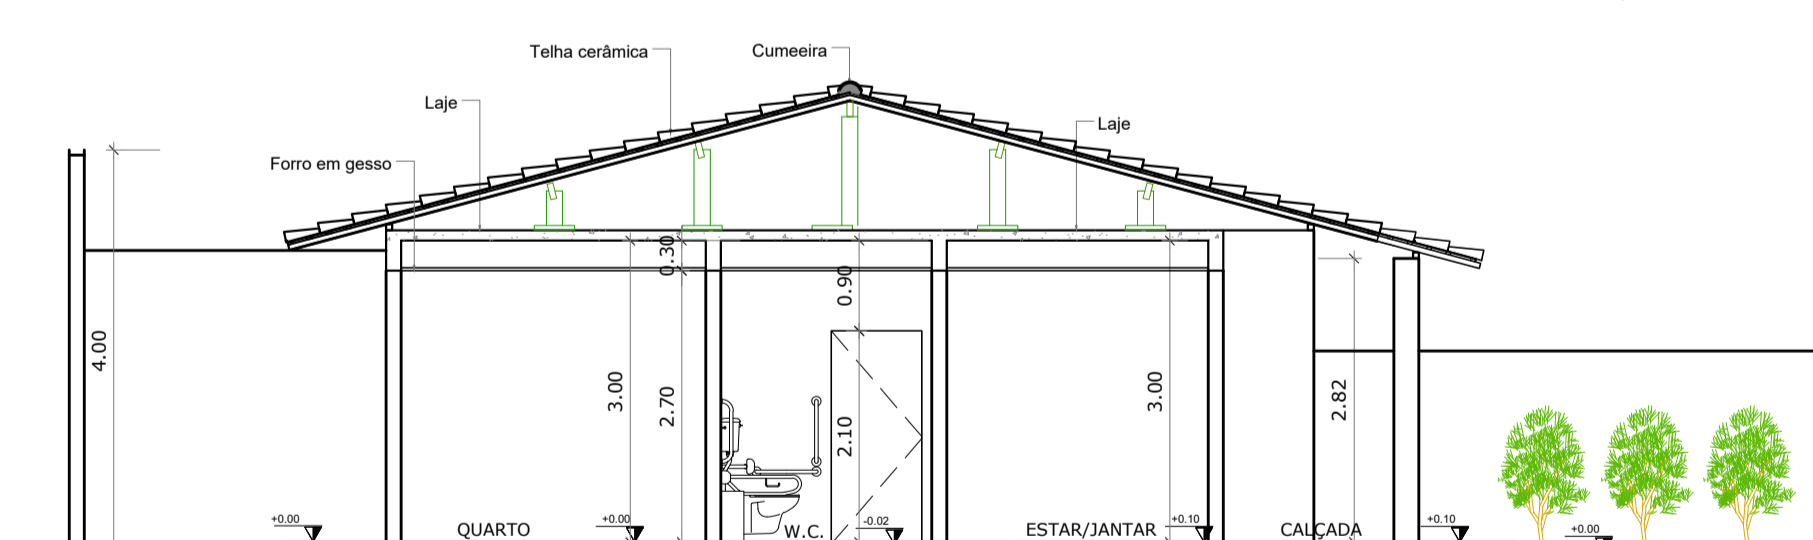 Telha cerâmica
Cumeeira
Laje
Laje
Forro em gesso
0.30
0.90
4.00
3.00
2.70
2.10
3.00
2.82
+0.00
QUARTO
+0.00
W.C.
-0.02
ESTAR/JANTAR
+0.10
CALÇADA
+0.10
+0.00